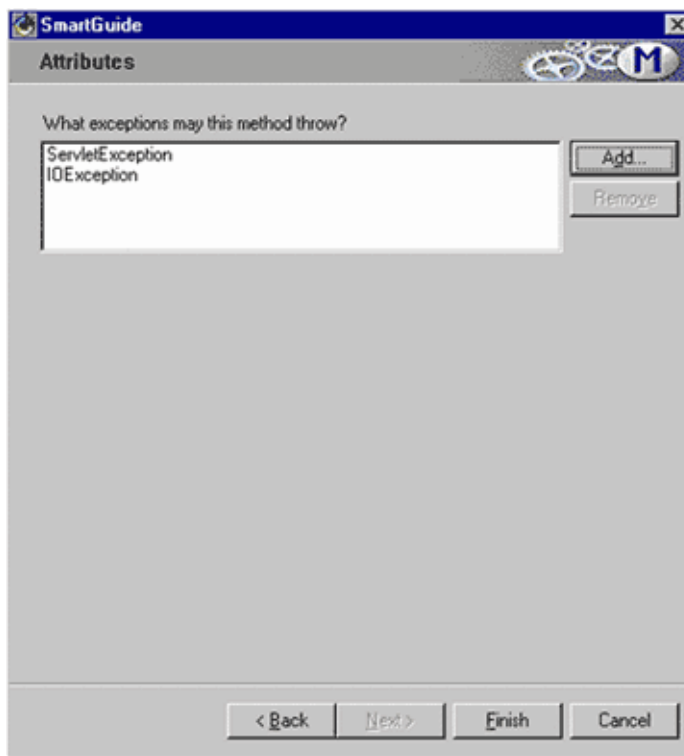 SmartGuide
Attributes
M
What exceptions may this method throw?
ServletException
IOException
Add...
Remove
< Back
Next >
Finish
Cancel